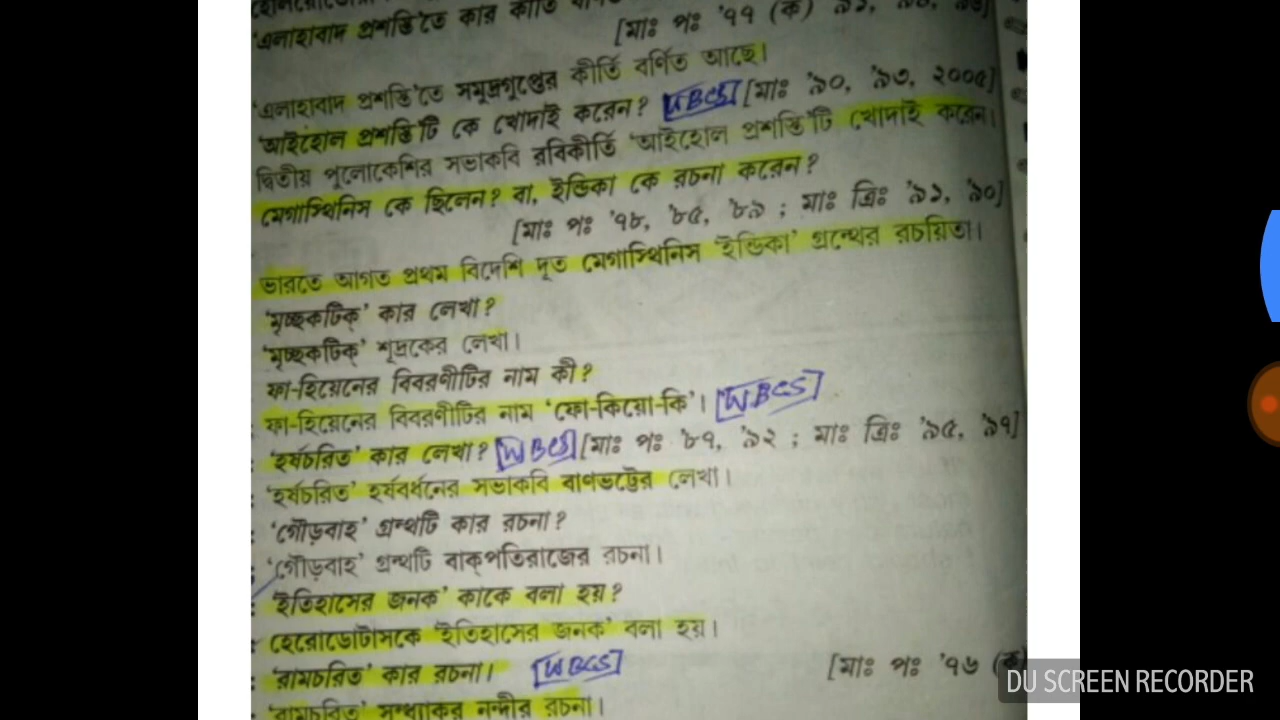 'এলাহাবাদ প্রশস্তি'তে কার কীর্তি
[মাঃ পঃ '৭৭ (ক)
'এলাহাবাদ প্রশস্তি'তে সমুদ্রগুপ্তের কীর্তি বর্ণিত আছে।
'আইহোল প্রশস্তি'টি কে খোদাই করেন? [WBCS] [মাঃ '৯০, '৯৩, ২০০৫]
দ্বিতীয় পুলোকেশির সভাকবি রবিকীর্তি 'আইহোল প্রশস্তি'টি খোদাই করেন।
মেগাস্থিনিস কে ছিলেন? বা, ইন্ডিকা কে রচনা করেন?
[মাঃ পঃ '৭৮, '৮৫, '৮৯ ; মাঃ ত্রিঃ '৯১, '৯০]
ভারতে আগত প্রথম বিদেশি দূত মেগাস্থিনিস 'ইন্ডিকা' গ্রন্থের রচয়িতা।
'মৃচ্ছকটিক্' কার লেখা?
'মৃচ্ছকটিক্' শূদ্রকের লেখা।
ফা-হিয়েনের বিবরণীটির নাম কী?
ফা-হিয়েনের বিবরণীটির নাম 'ফো-কিয়ো-কি'। [WBCS]
: 'হর্ষচরিত' কার লেখা? [WBCS] [মাঃ পঃ '৮৭, '৯২ ; মাঃ ত্রিঃ '৯৫, '৯৭]
: 'হর্ষচরিত' হর্ষবর্ধনের সভাকবি বাণভট্টের লেখা।
: 'গৌড়বাহ' গ্রন্থটি কার রচনা?
: 'গৌড়বাহ' গ্রন্থটি বাক্‌পতিরাজের রচনা।
: 'ইতিহাসের জনক' কাকে বলা হয়?
: হেরোডোটাসকে 'ইতিহাসের জনক' বলা হয়।
: 'রামচরিত' কার রচনা। [WBCS] [মাঃ পঃ '৭৬ (ক)
: 'রামচরিত' সন্ধ্যাকর নন্দীর রচনা।
DU SCREEN RECORDER